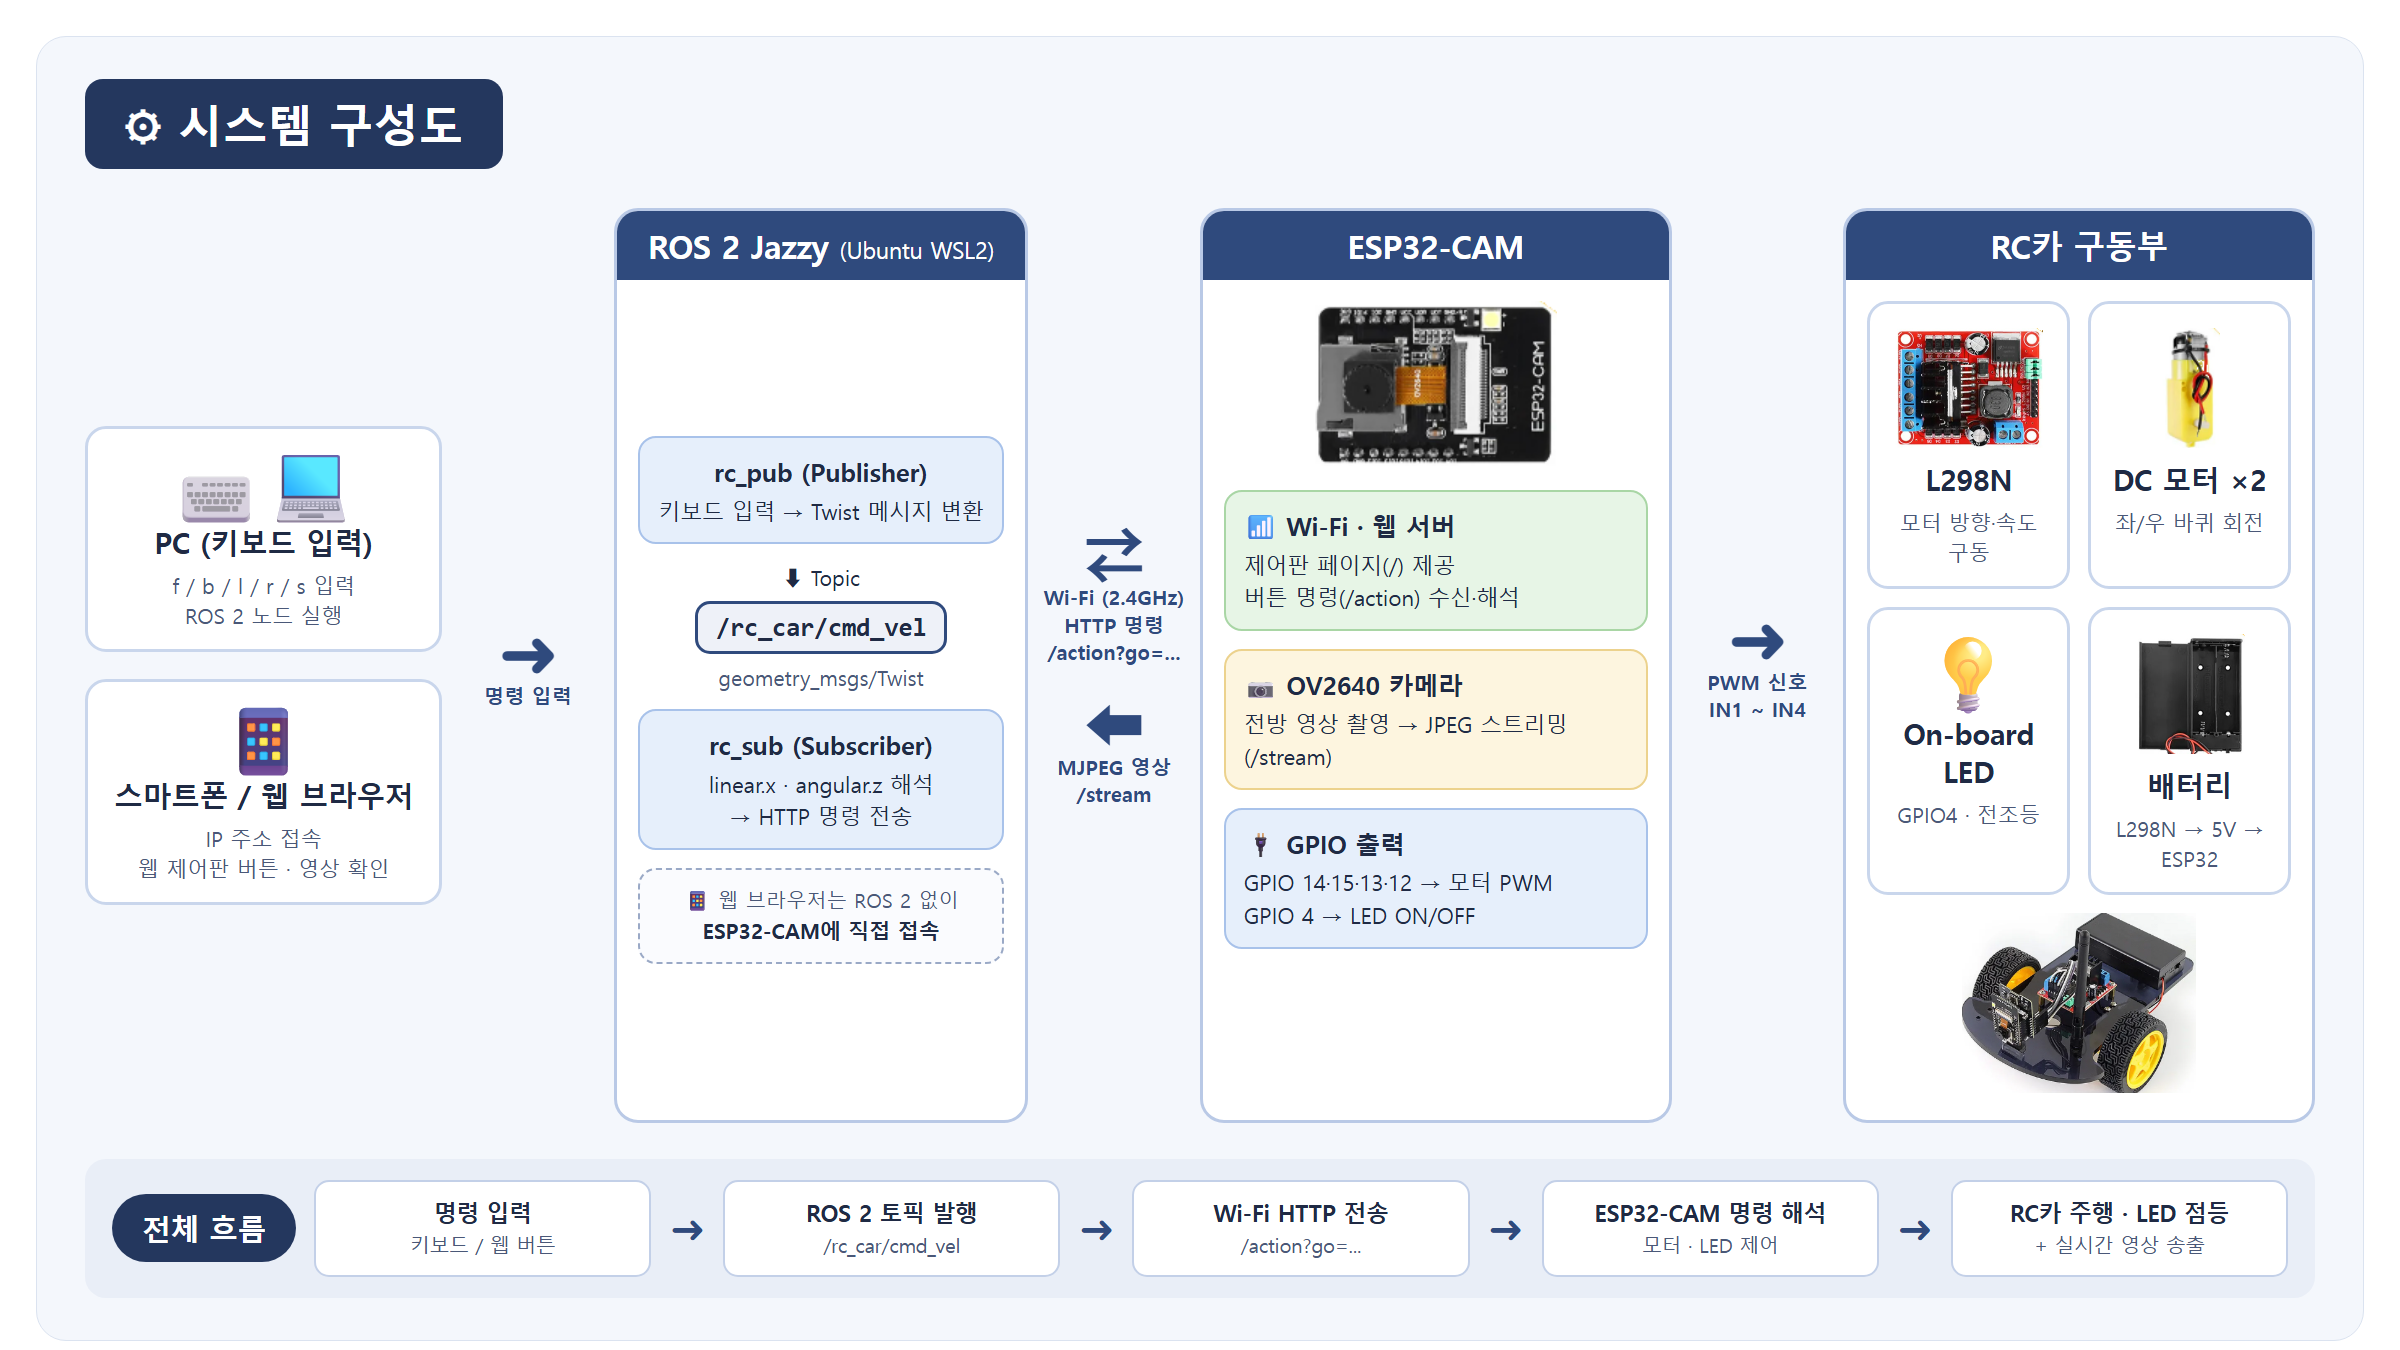 시스템 구성도
PC (키보드 입력)
f / b / l / r / s 입력
ROS 2 노드 실행
스마트폰 / 웹 브라우저
IP 주소 접속
웹 제어판 버튼 · 영상 확인
명령 입력
ROS 2 Jazzy (Ubuntu WSL2)
rc_pub (Publisher)
키보드 입력 → Twist 메시지 변환
⬇ Topic
/rc_car/cmd_vel
geometry_msgs/Twist
rc_sub (Subscriber)
linear.x · angular.z 해석
→ HTTP 명령 전송
웹 브라우저는 ROS 2 없이
ESP32-CAM에 직접 접속
Wi-Fi (2.4GHz)
HTTP 명령
/action?go=...
MJPEG 영상
/stream
ESP32-CAM
OV2640
ESP32-CAM
Wi-Fi · 웹 서버
제어판 페이지(/) 제공
버튼 명령(/action) 수신·해석
OV2640 카메라
전방 영상 촬영 → JPEG 스트리밍
(/stream)
GPIO 출력
GPIO 14·15·13·12 → 모터 PWM
GPIO 4 → LED ON/OFF
PWM 신호
IN1 ~ IN4
RC카 구동부
L298N
모터 방향·속도
구동
DC 모터 ×2
좌/우 바퀴 회전
On-board
LED
GPIO4 · 전조등
배터리
L298N → 5V →
ESP32
전체 흐름
명령 입력
키보드 / 웹 버튼
→
ROS 2 토픽 발행
/rc_car/cmd_vel
→
Wi-Fi HTTP 전송
/action?go=...
→
ESP32-CAM 명령 해석
모터 · LED 제어
→
RC카 주행 · LED 점등
+ 실시간 영상 송출